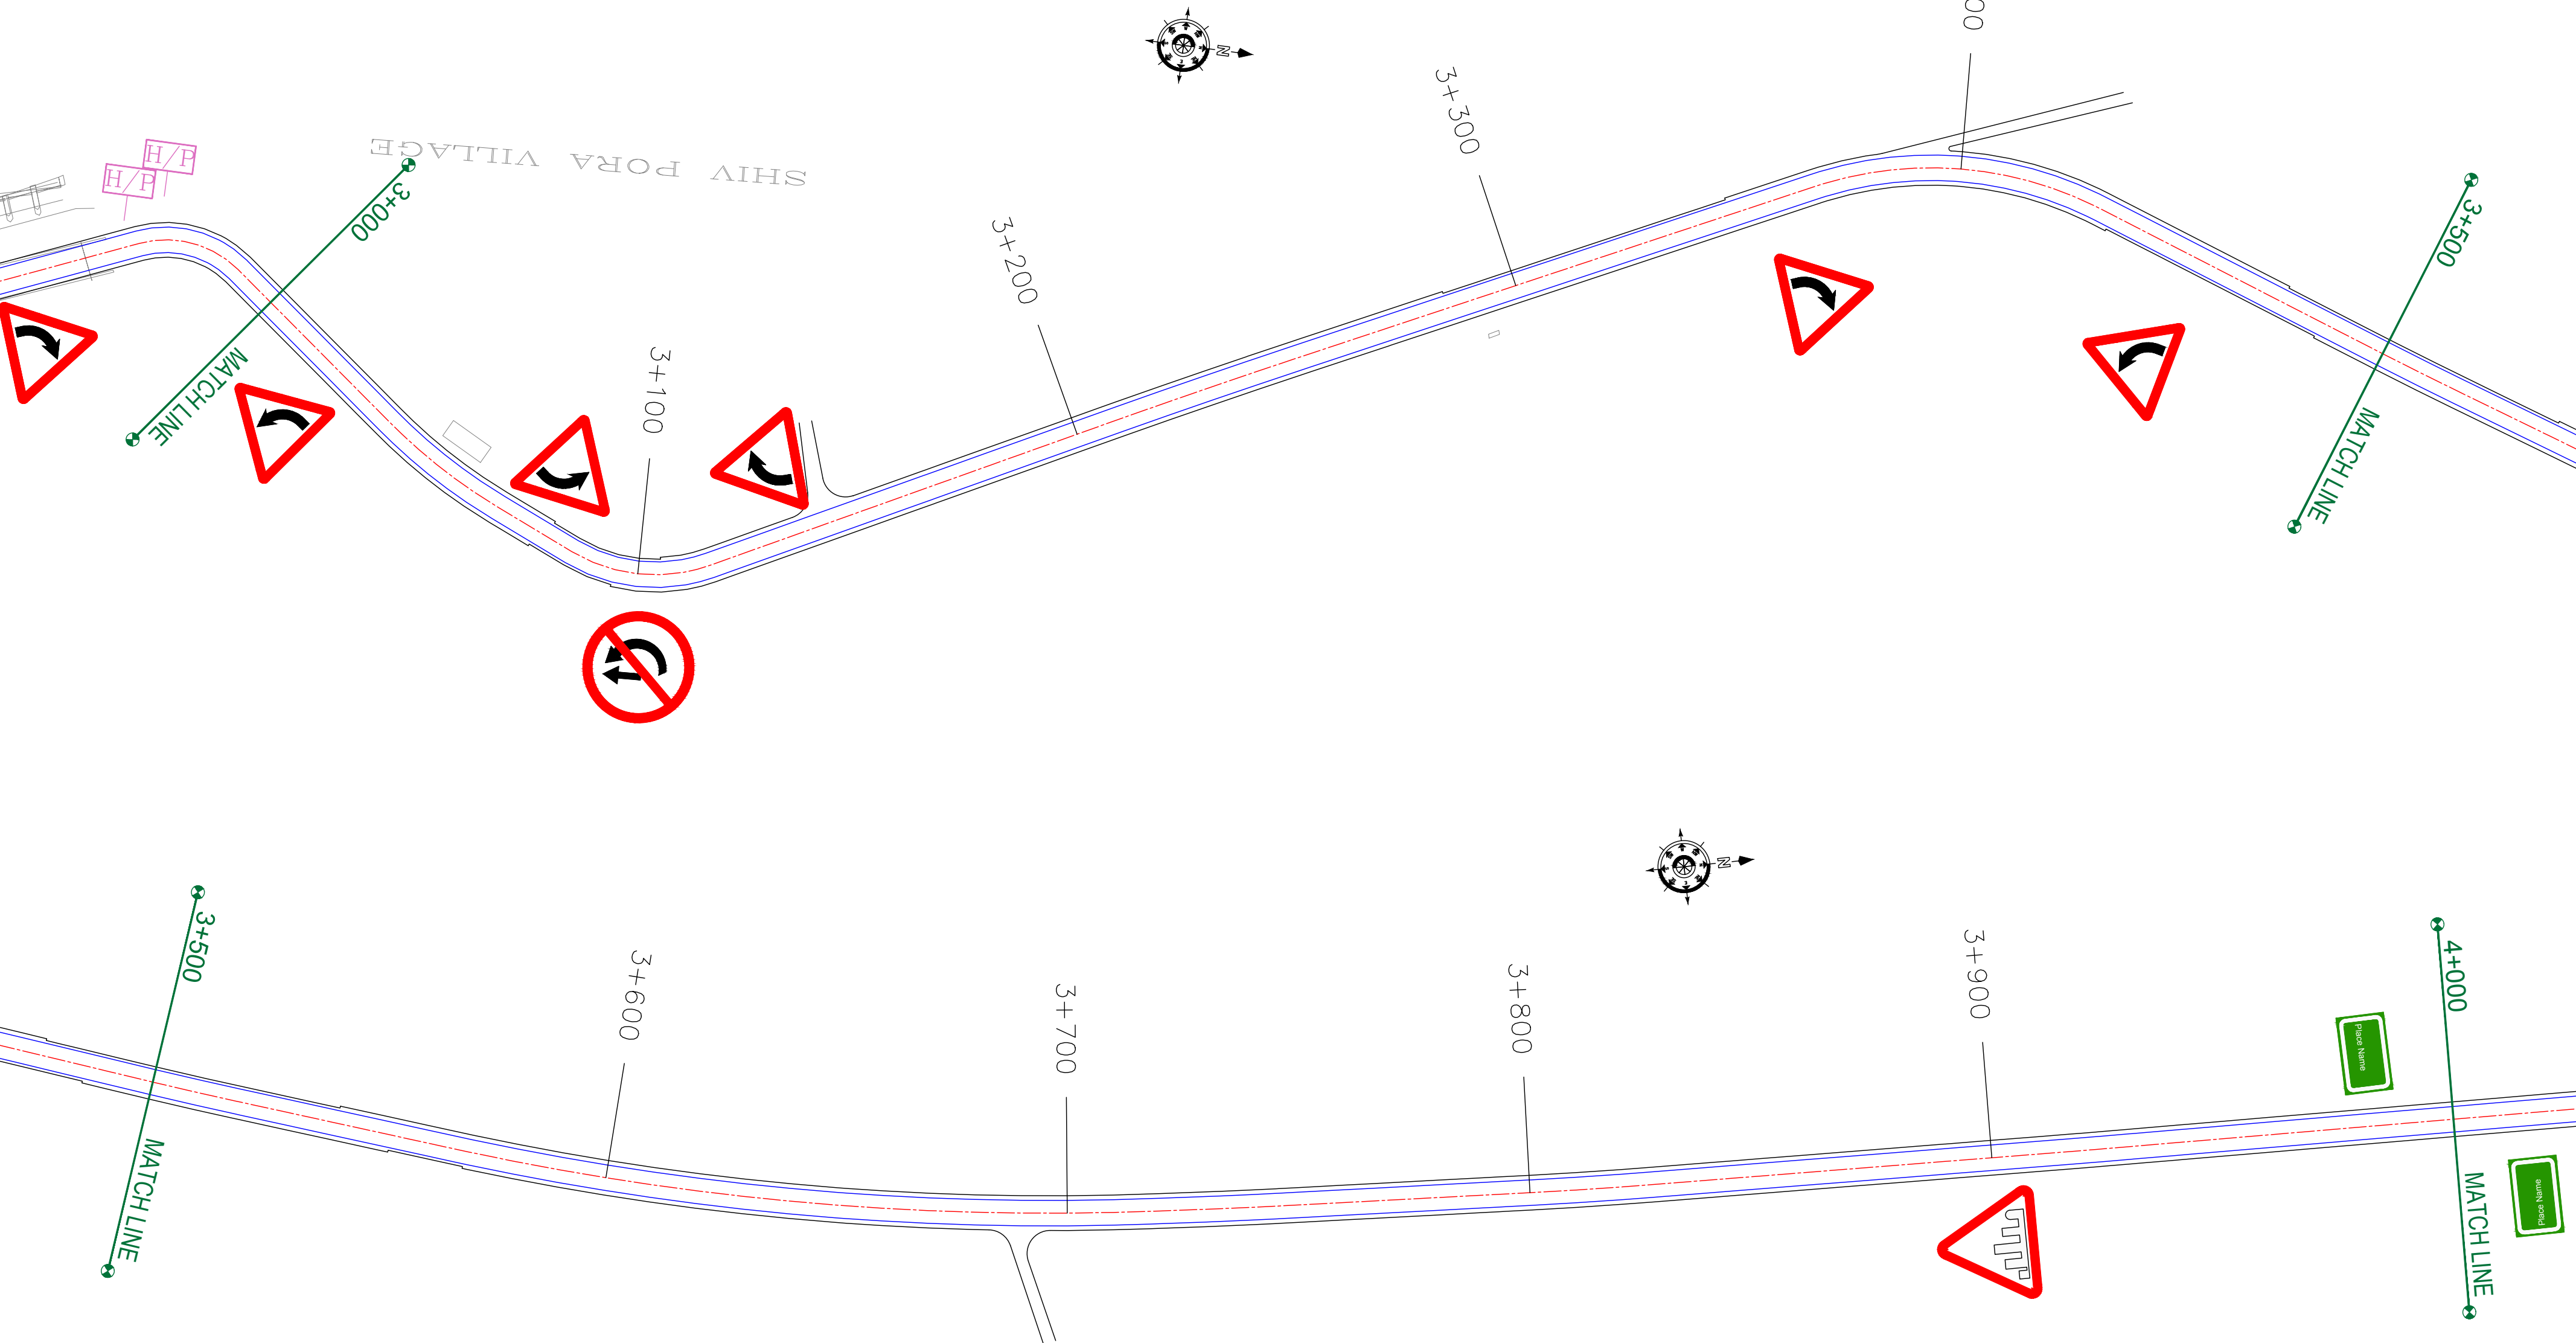 H/P
H/P
3+000
MATCH LINE
SHIV PORA VILLAGE
3+100
3+200
N
3+300
00
3+500
MATCH LINE
3+500
MATCH LINE
3+600
3+700
3+800
N
3+900
Place Name
4+000
MATCH LINE
Place Name